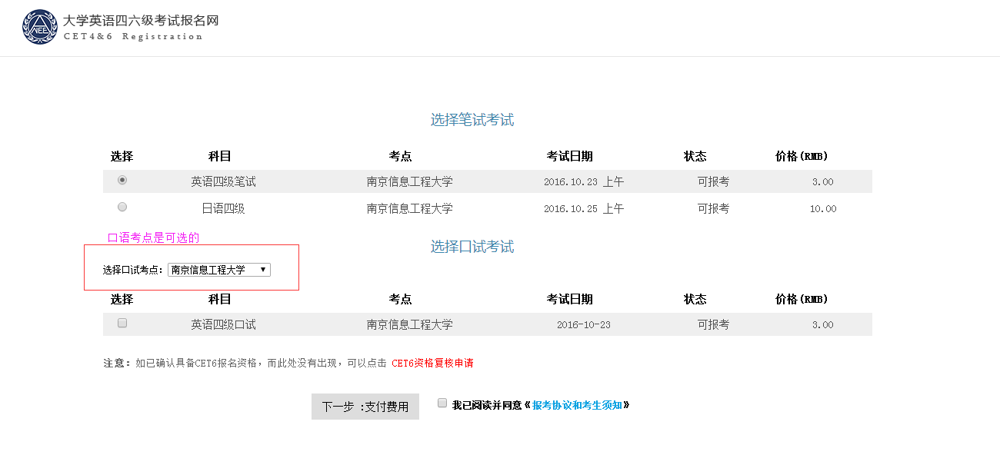 NEEA
大学英语四六级考试报名网
CET4&6 Registration
选择笔试考试
选择 科目 考点 考试日期 状态 价格(RMB)
英语四级笔试 南京信息工程大学 2016.10.23 上午 可报考 3.00
日语四级 南京信息工程大学 2016.10.25 上午 可报考 10.00
口语考点是可选的
选择口试考试
选择口试考点: 南京信息工程大学
选择 科目 考点 考试日期 状态 价格(RMB)
英语四级口试 南京信息工程大学 2016-10-23 可报考 3.00
注意：如已确认具备CET6报名资格，而此处没有出现，可以点击 CET6资格复核申请
下一步 :支付费用 我已阅读并同意《报考协议和考生须知》